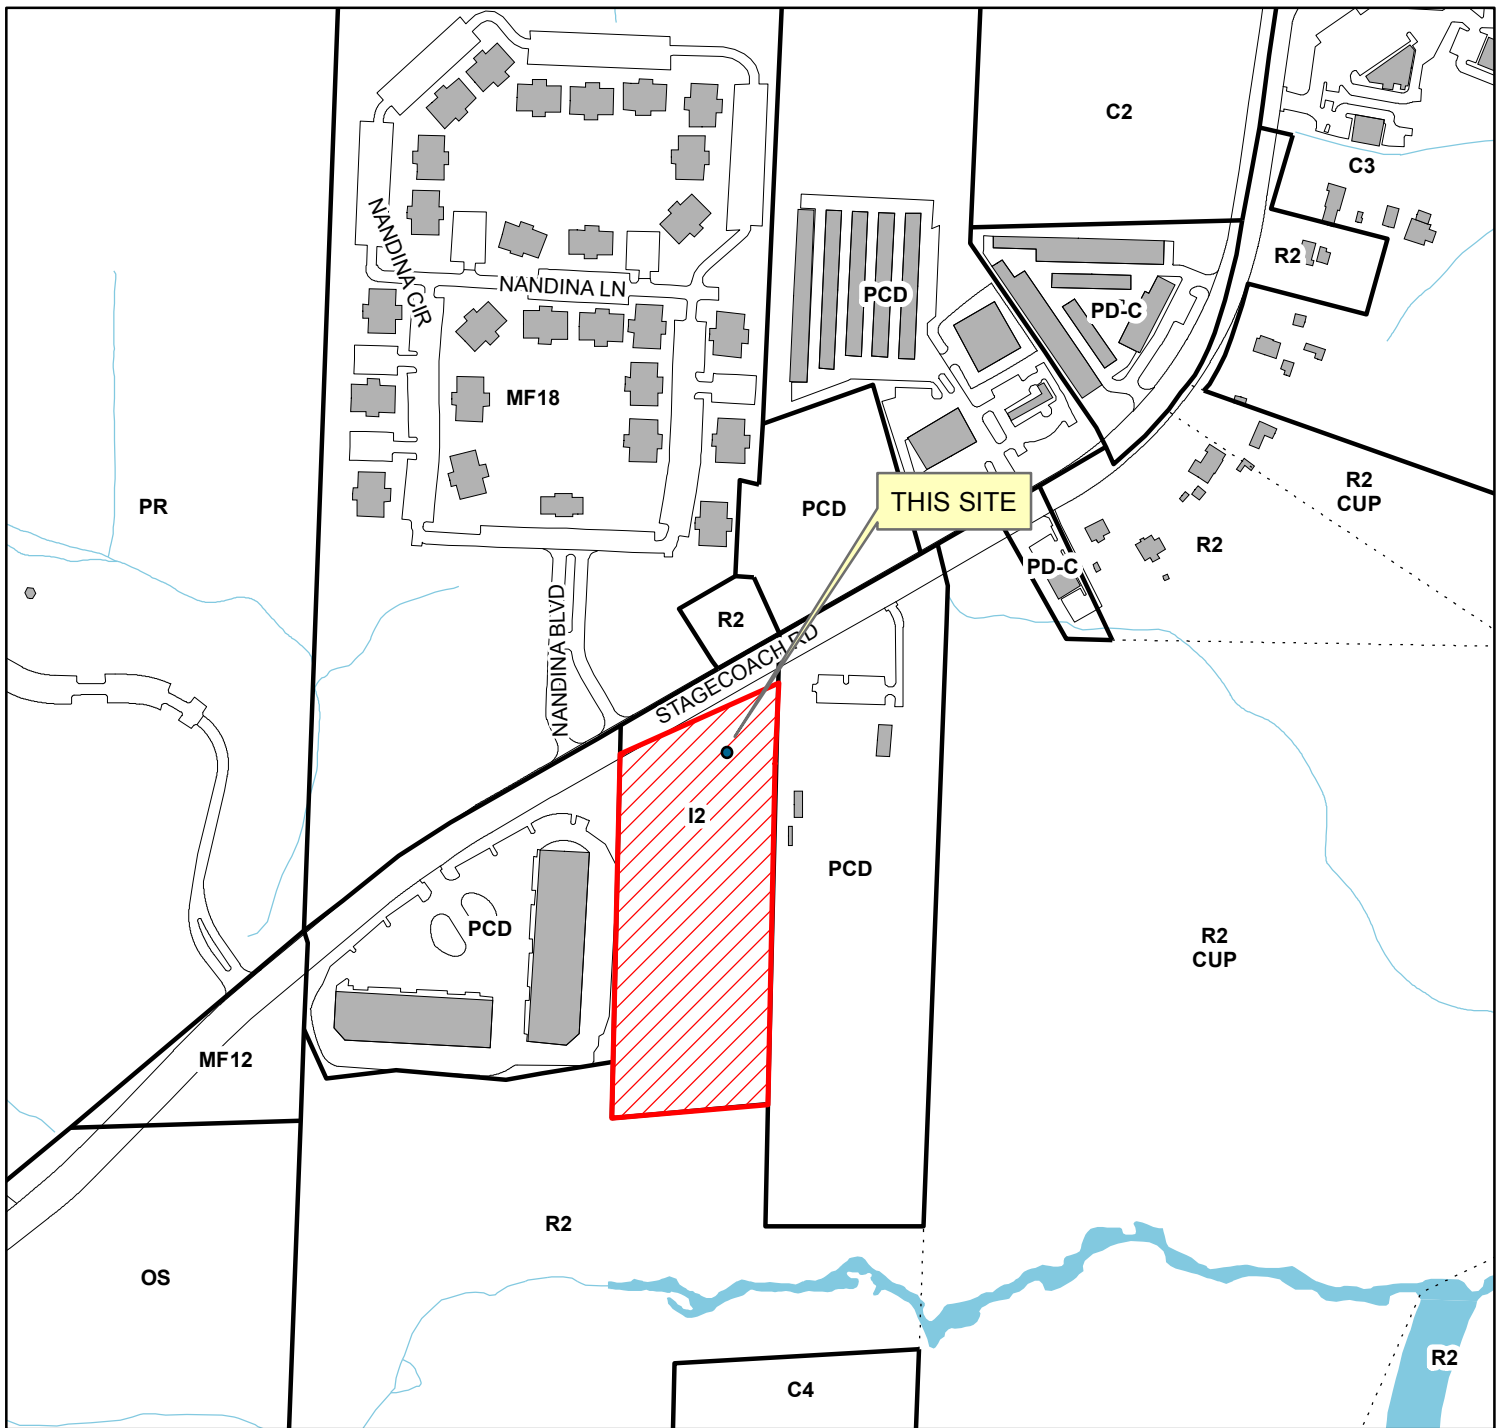 C2
C3
R2
NANDINA CIR
NANDINA LN
PCD
PD-C
MF18
PR
PCD
THIS SITE
R2
CUP
R2
PD-C
NANDINA BLVD
R2
STAGECOACH RD
I2
PCD
PCD
R2
CUP
MF12
R2
OS
C4
R2